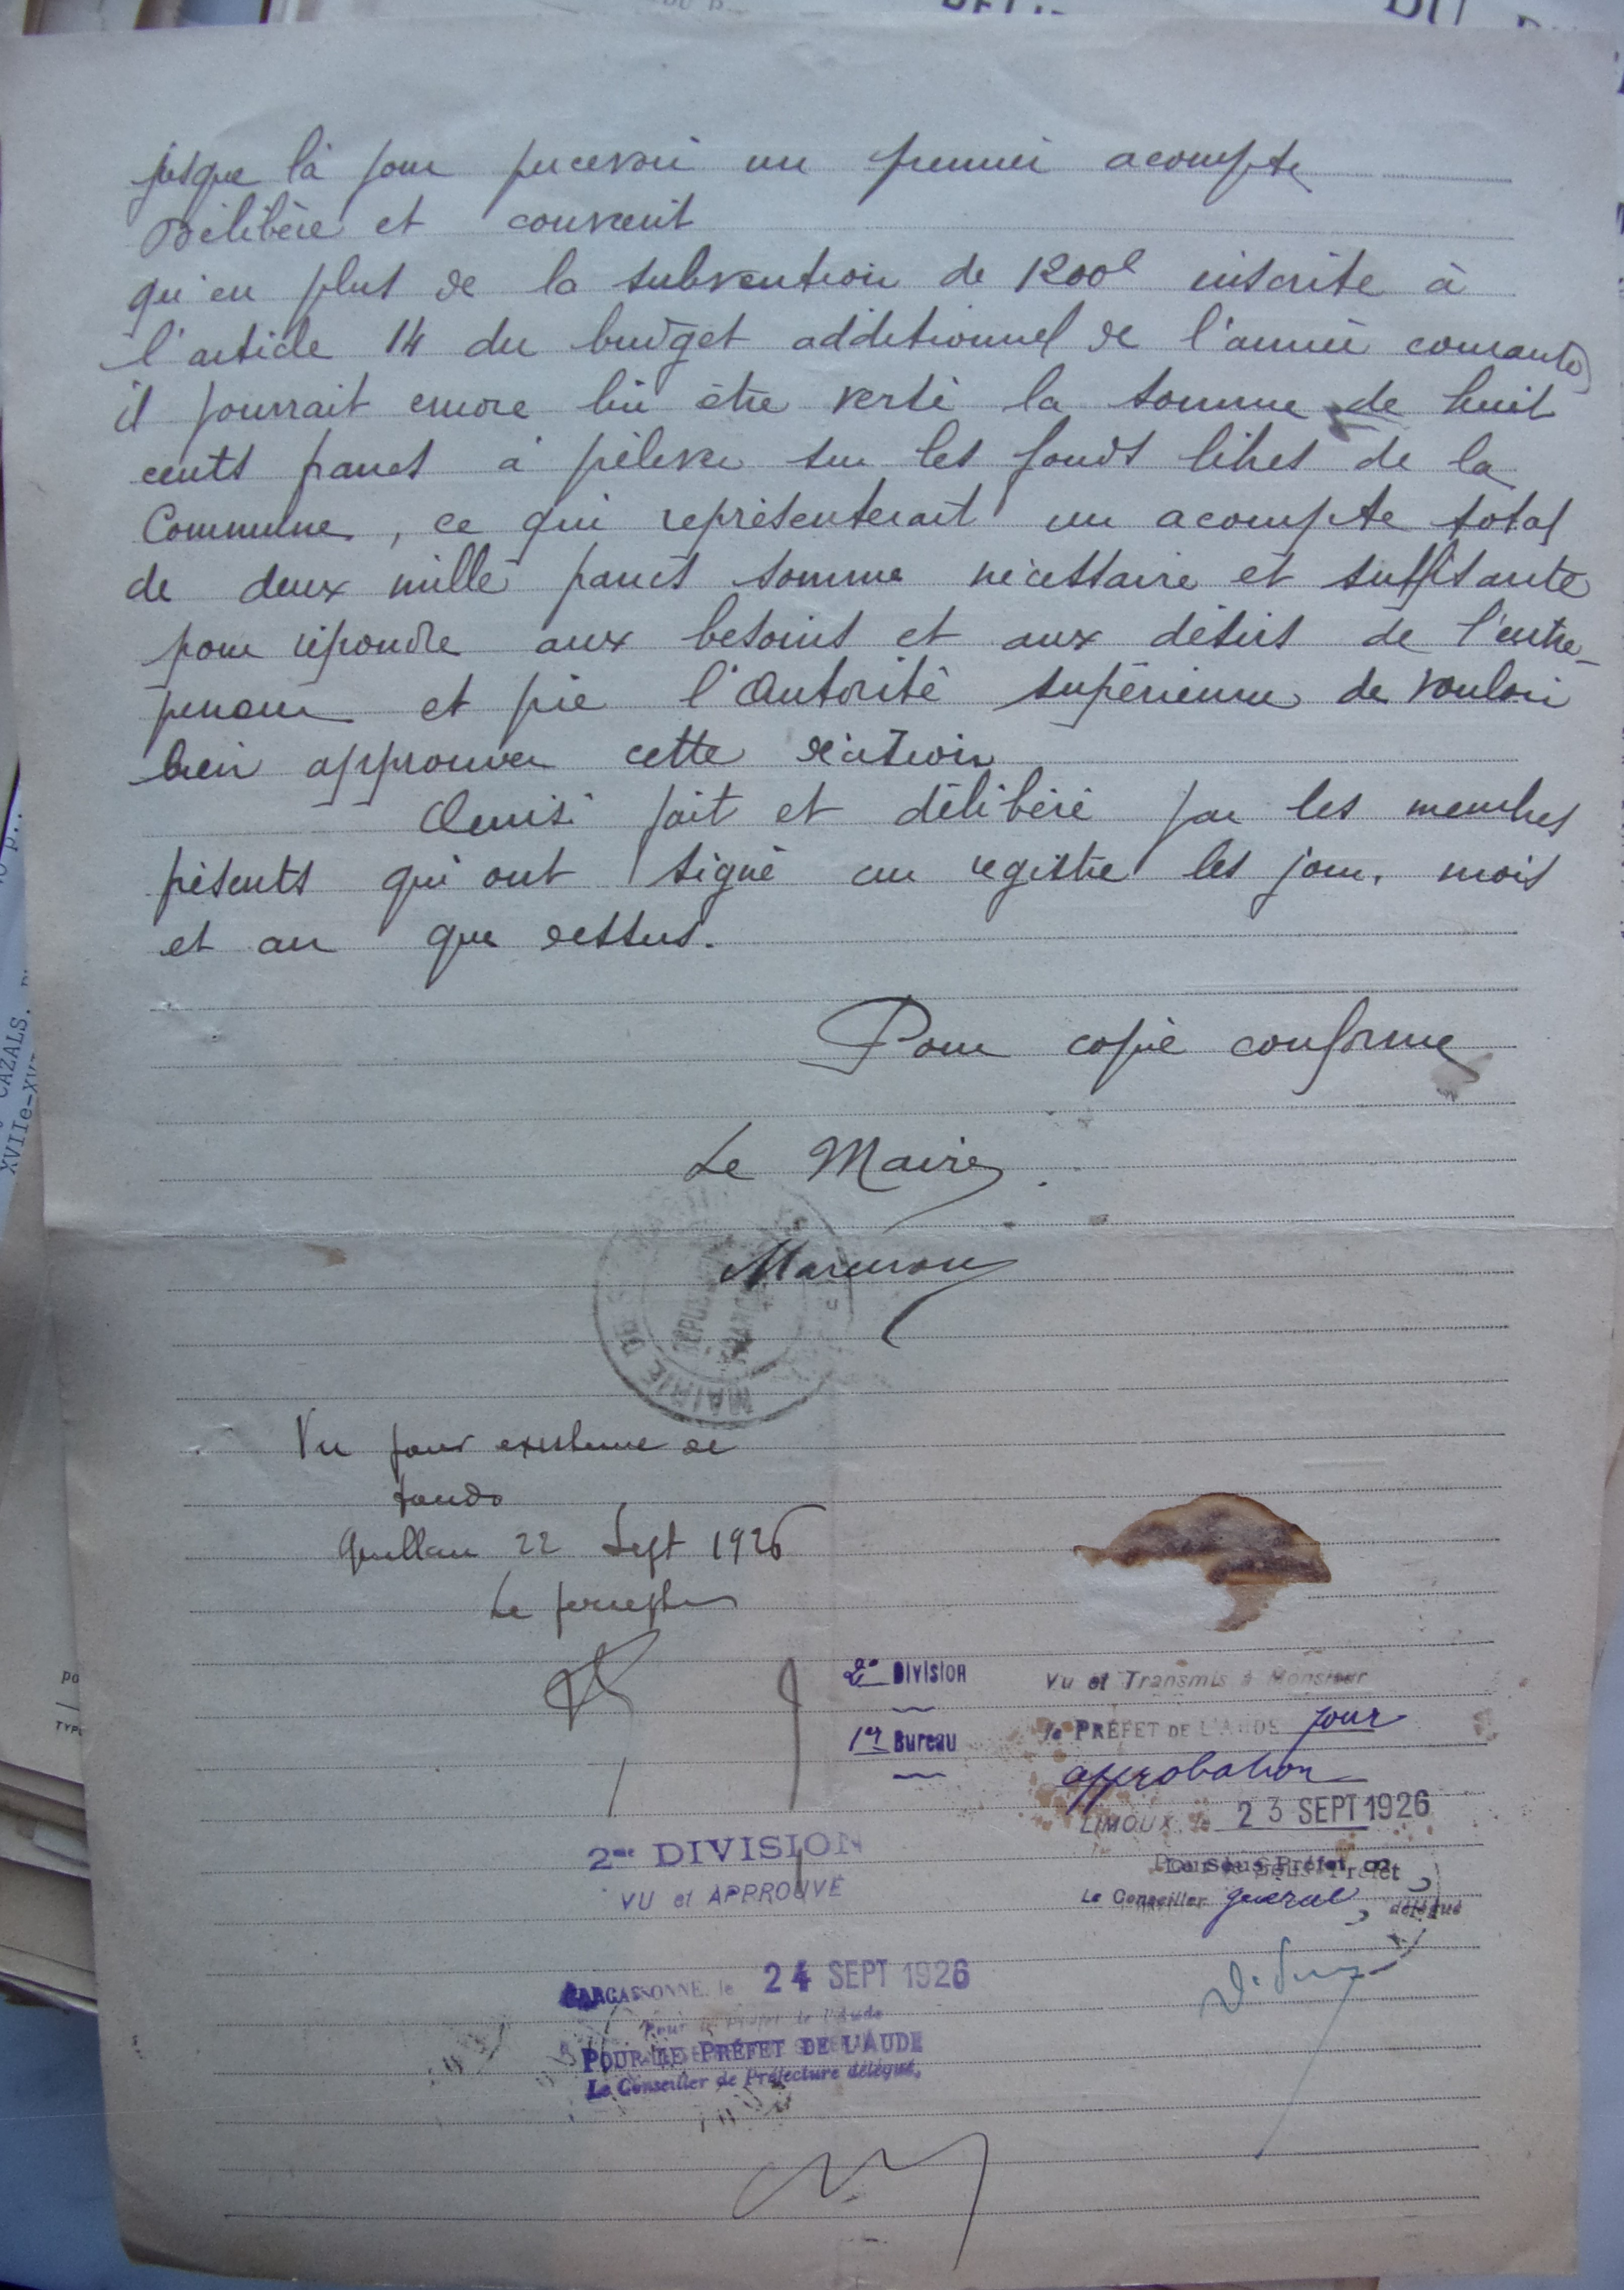 jusque là pour percevoir un premier acompte
Délibère et convient
qu'en plus de la subvention de 1200f inscrite à
l'article 14 du budget additionnel de l'année courante
il pourrait encore lui être versé la somme de huit
cents francs à prélever sur les fonds libres de la
Commune, ce qui représenterait un acompte total
de deux mille francs somme nécessaire et suffisante
pour répondre aux besoins et aux désirs de l'entre-
preneur et prie l'Autorité supérieure de vouloir
bien approuver cette
Ainsi fait et délibéré par les membres
présents qui ont signé au registre les jour, mois
et an que dessus.
Pour copie conforme
Le Maire
MAIRIE DE
RÉPUBLIQUE
FRANÇAISE
Vu pour existence de
fonds
Quillan 22 Sept 1926
Le percepteur
2e Division
1er Bureau
Vu et Transmis à Monsieur
le PRÉFET DE L'AUDE pour
approbation
LIMOUX, le 23 SEPT 1926
Le Sous-Préfet
Le Conseiller général délégué
2me DIVISION
VU et APPROUVÉ
CARCASSONNE, le 24 SEPT 1926
Pour le Préfet de l'Aude
POUR LE PRÉFET DE L'AUDE
Le Conseiller de Préfecture délégué,
CAZALS.
XVIIe-XV